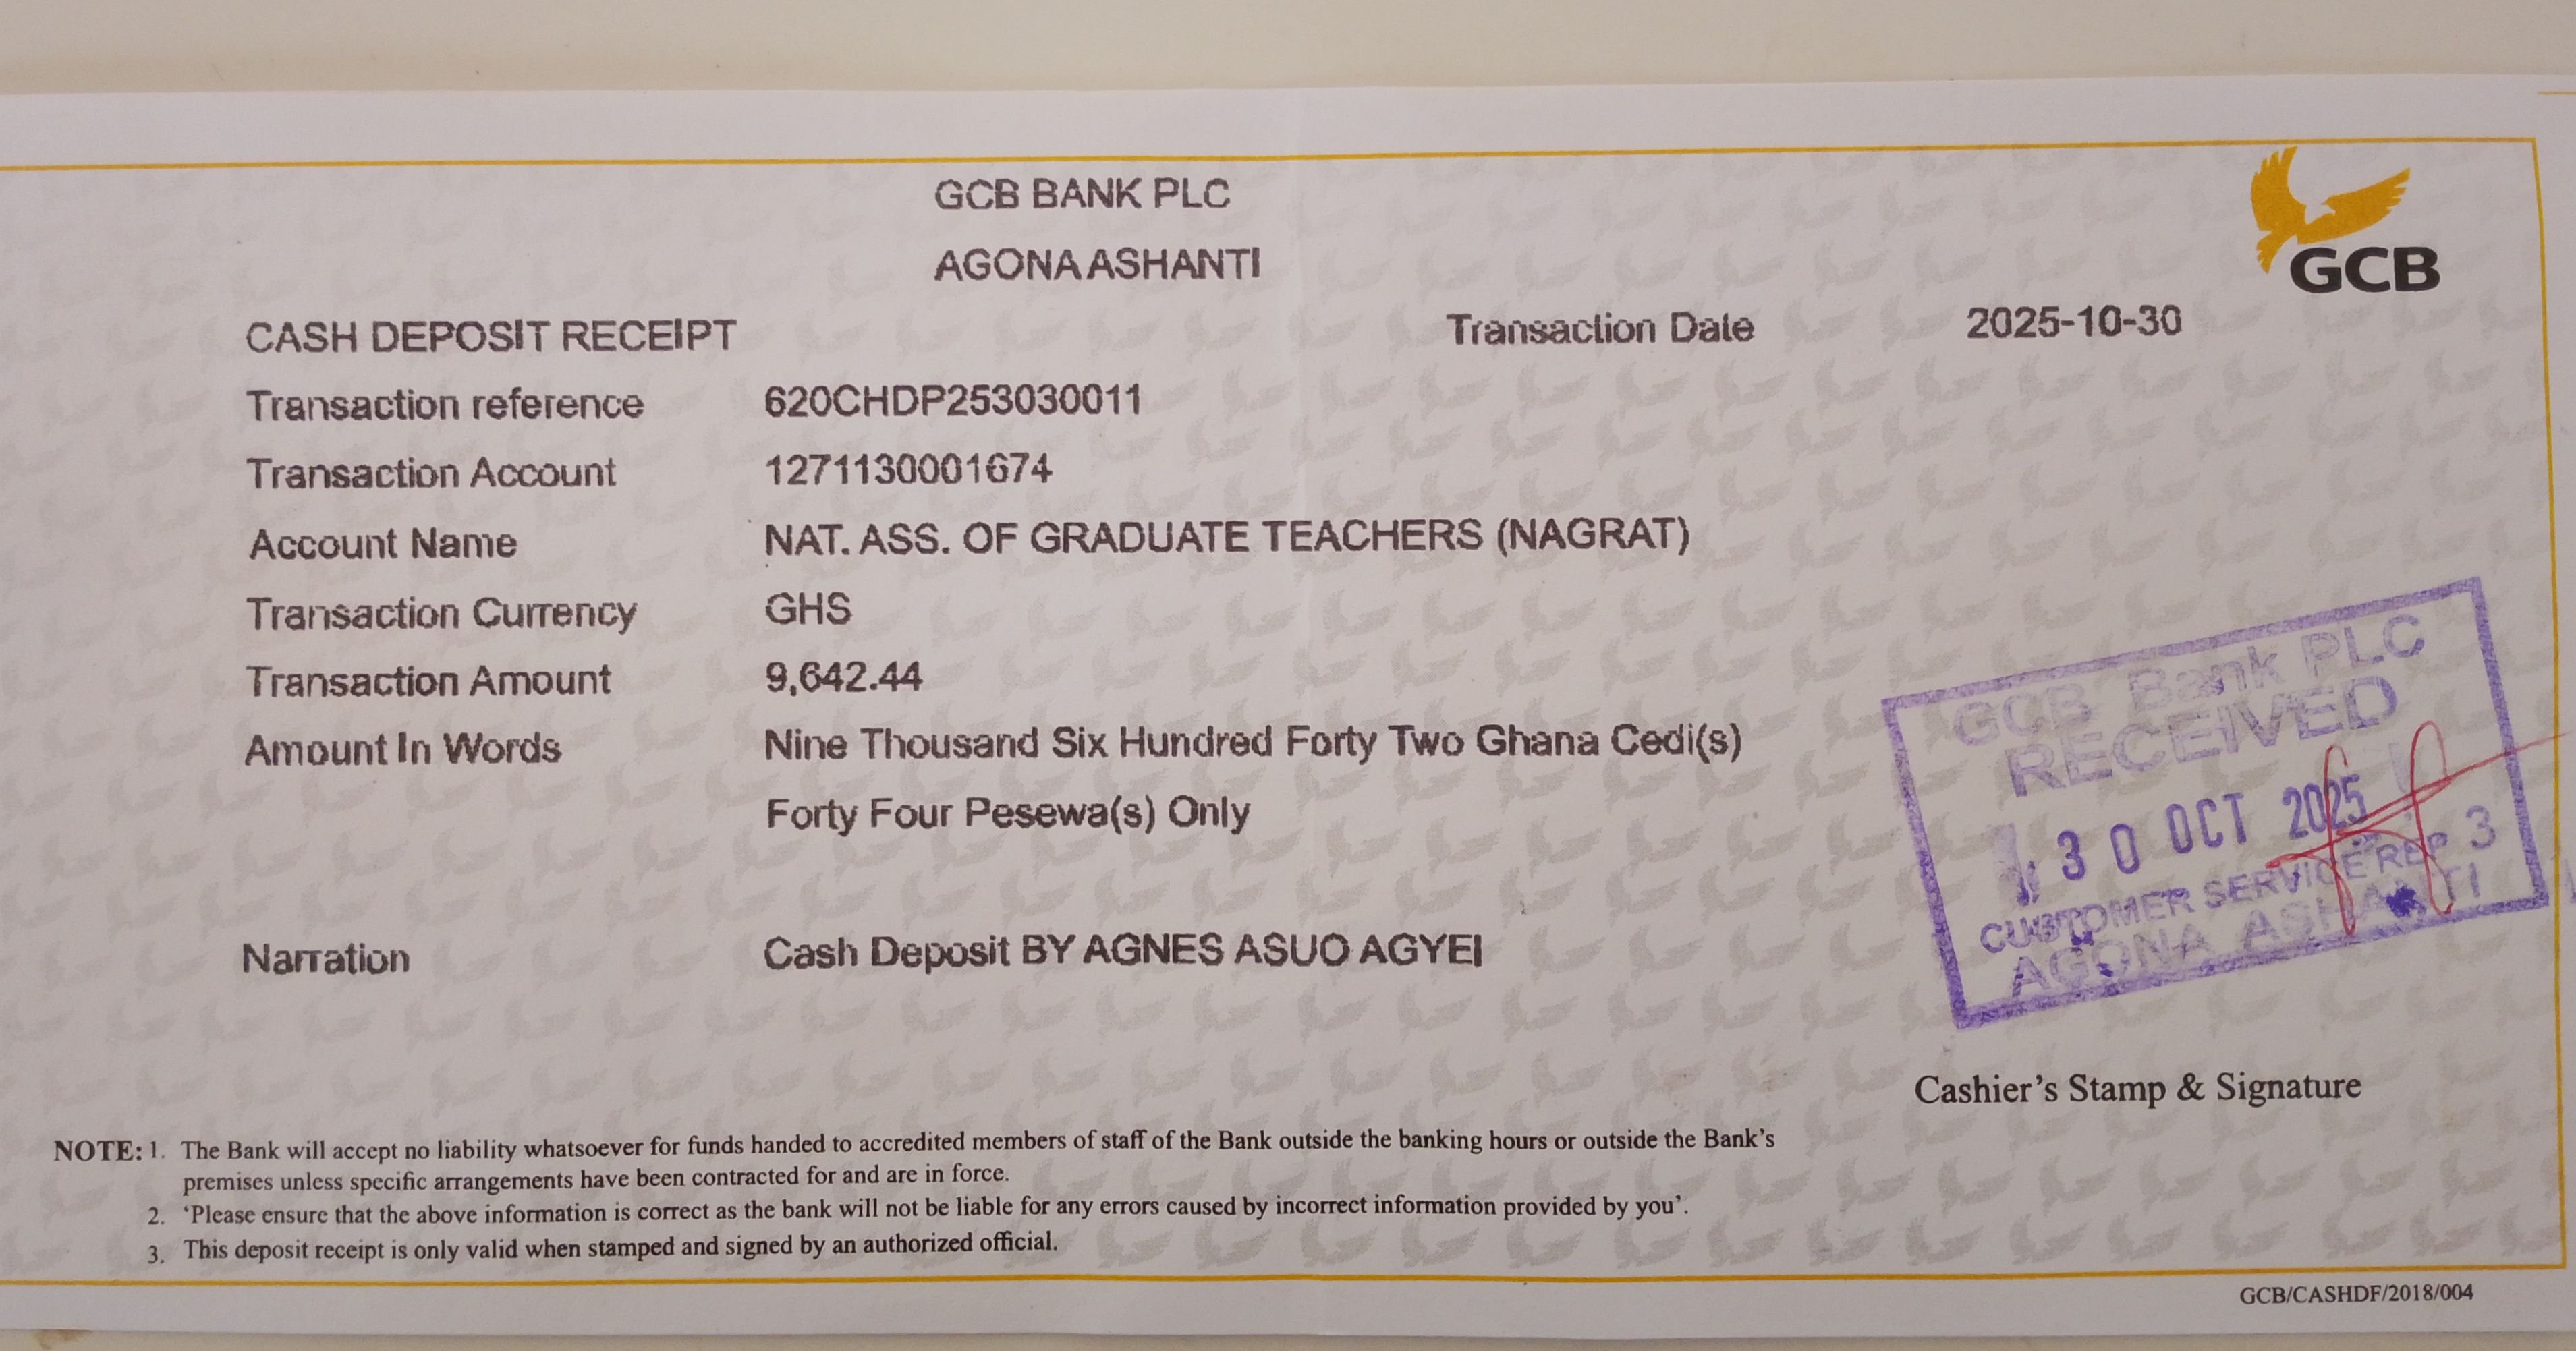 GCB BANK PLC
AGONA ASHANTI
GCB
CASH DEPOSIT RECEIPT Transaction Date 2025-10-30
Transaction reference 620CHDP253030011
Transaction Account 1271130001674
Account Name NAT. ASS. OF GRADUATE TEACHERS (NAGRAT)
Transaction Currency GHS
Transaction Amount 9,642.44
Amount In Words Nine Thousand Six Hundred Forty Two Ghana Cedi(s)
Forty Four Pesewa(s) Only
Narration Cash Deposit BY AGNES ASUO AGYEI
GCB Bank PLC
RECEIVED
30 OCT 2025
CUSTOMER SERVICE REP 3
AGONA ASHANTI
Cashier's Stamp & Signature
NOTE: 1. The Bank will accept no liability whatsoever for funds handed to accredited members of staff of the Bank outside the banking hours or outside the Bank's
premises unless specific arrangements have been contracted for and are in force.
2. 'Please ensure that the above information is correct as the bank will not be liable for any errors caused by incorrect information provided by you'.
3. This deposit receipt is only valid when stamped and signed by an authorized official.
GCB/CASHDF/2018/004